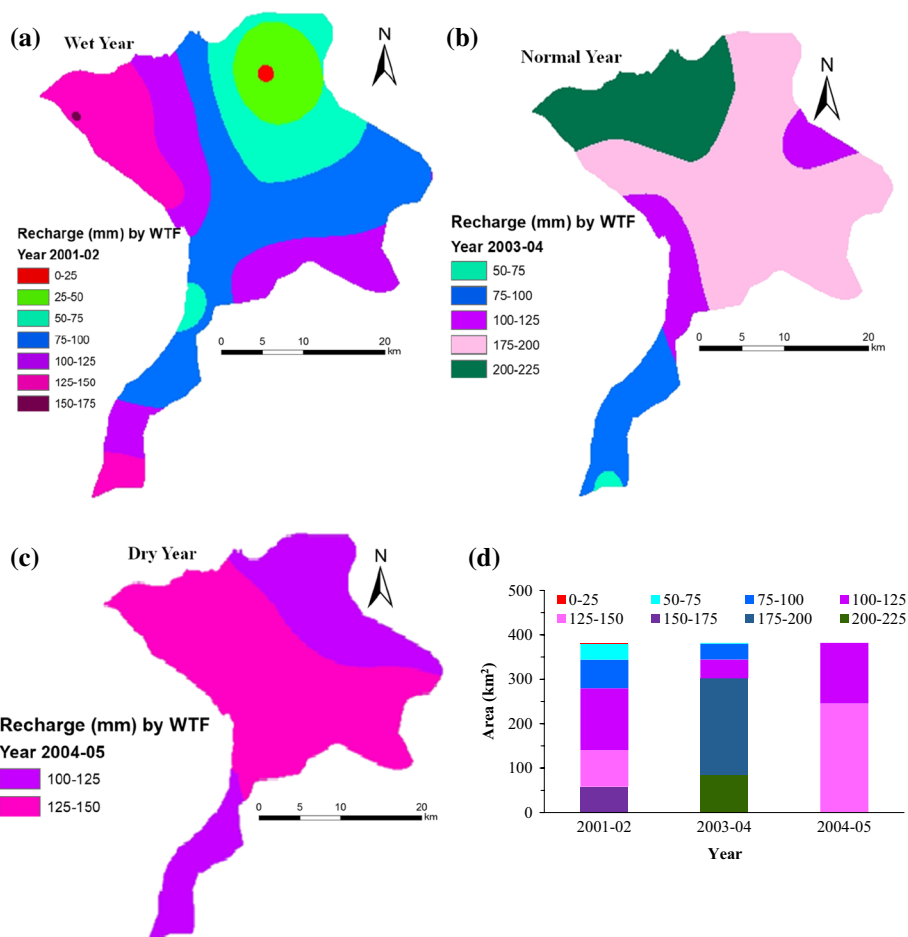 (a)
Wet Year
N
Recharge (mm) by WTF
Year 2001-02
0-25
25-50
50-75
75-100
100-125
125-150
150-175
0 5 10 20
km
(b)
Normal Year
N
Recharge (mm) by WTF
Year 2003-04
50-75
75-100
100-125
175-200
200-225
0 5 10 20
km
(c)
Dry Year
N
Recharge (mm) by WTF
Year 2004-05
100-125
125-150
0 5 10 20
km
(d)
500
400
300
200
100
0
Area (km²)
0-25 50-75 75-100 100-125
125-150 150-175 175-200 200-225
2001-02 2003-04 2004-05
Year